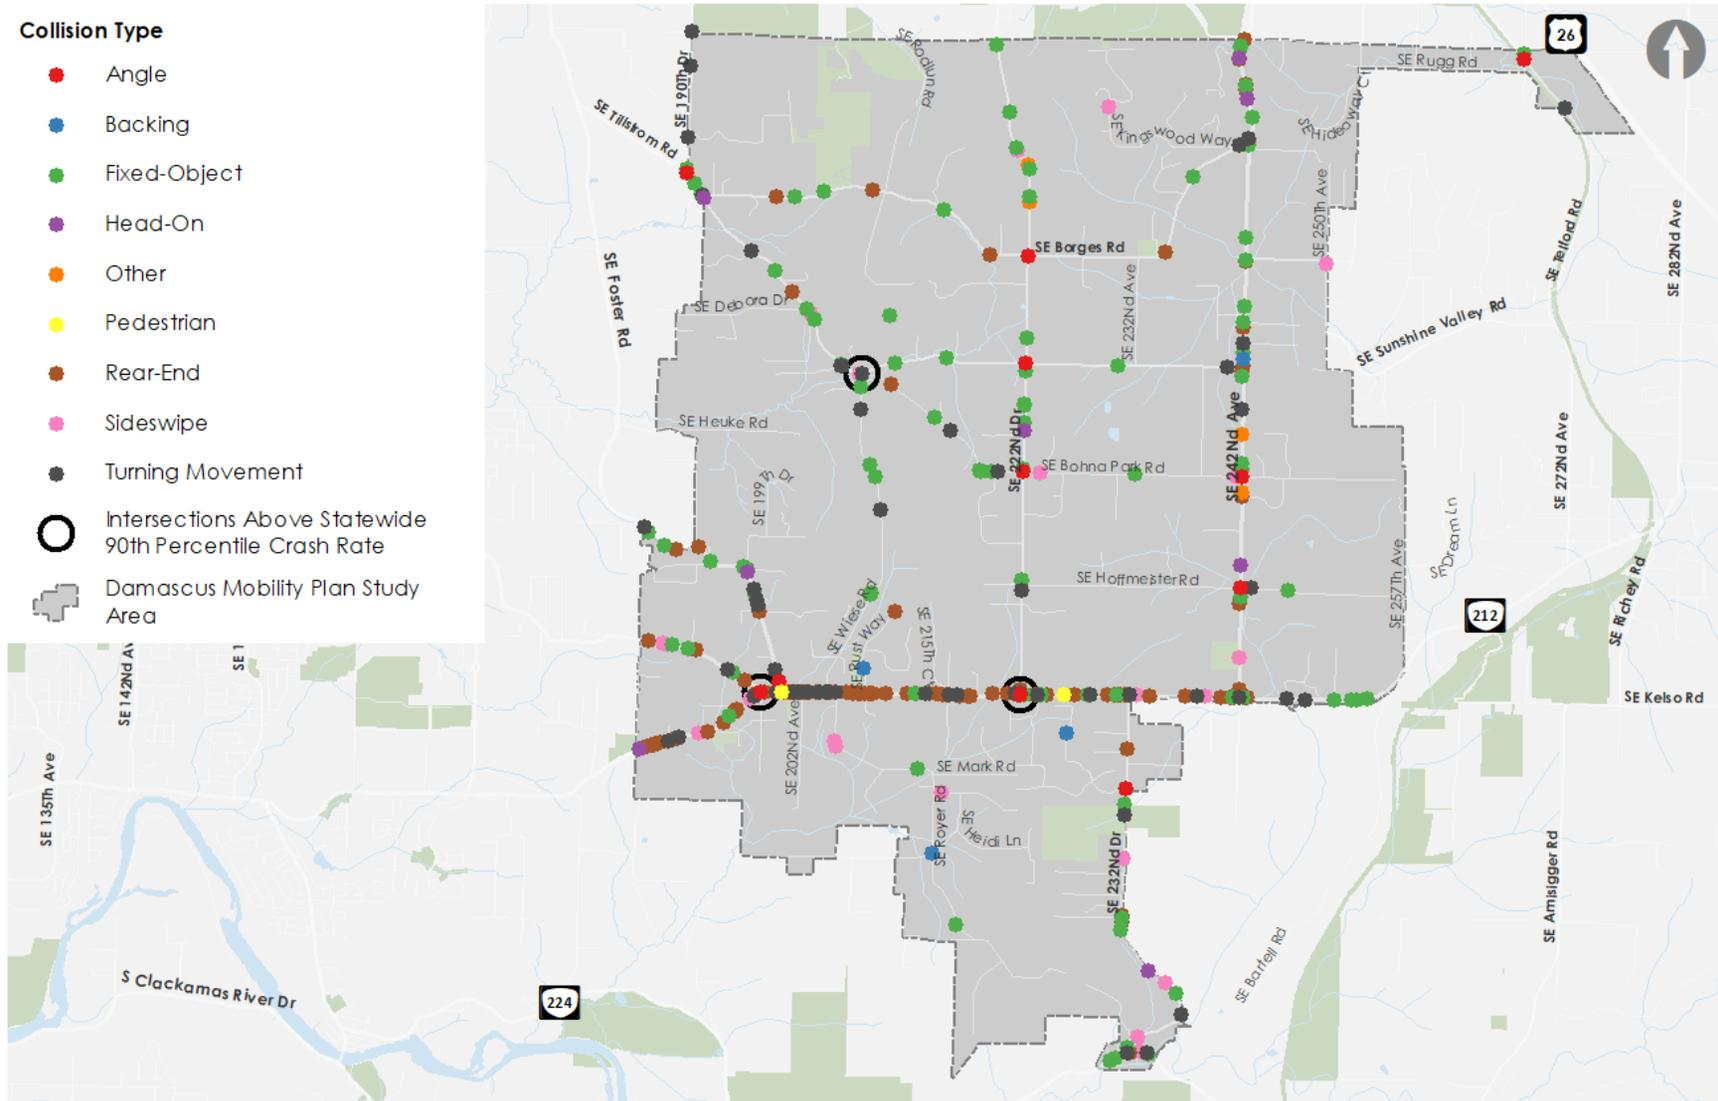 Collision Type
Angle
Backing
Fixed-Object
Head-On
Other
Pedestrian
Rear-End
Sideswipe
Turning Movement
Intersections Above Statewide
90th Percentile Crash Rate
Damascus Mobility Plan Study
Area
26
SE Rodlun Rd
SE Rugg Rd
SE 190Th Dr
SE Tillstrom Rd
SE Kingswood Way
SE Hideaway Ct
SE 250Th Ave
SE Telford Rd
SE 282Nd Ave
SE Foster Rd
SE Borges Rd
SE 232Nd Ave
SE Debora Dr
SE Sunshine Valley Rd
SE Heuke Rd
SE 222Nd Dr
SE 242Nd Ave
SE 272Nd Ave
SE Bohna Park Rd
SE 199Th Dr
SE Dream Ln
SE 257Th Ave
SE Hoffmeister Rd
SE Wiese Rd
SE Rust Way
SE 215Th
212
SE Richey Rd
SE 142Nd Av
SE 1
SE Kelso Rd
SE 202Nd Ave
SE Mark Rd
SE 135Th Ave
SE Royer Rd
SE Heidi Ln
SE 232Nd Dr
SE Amisigger Rd
SE Bartell Rd
S Clackamas River Dr
224